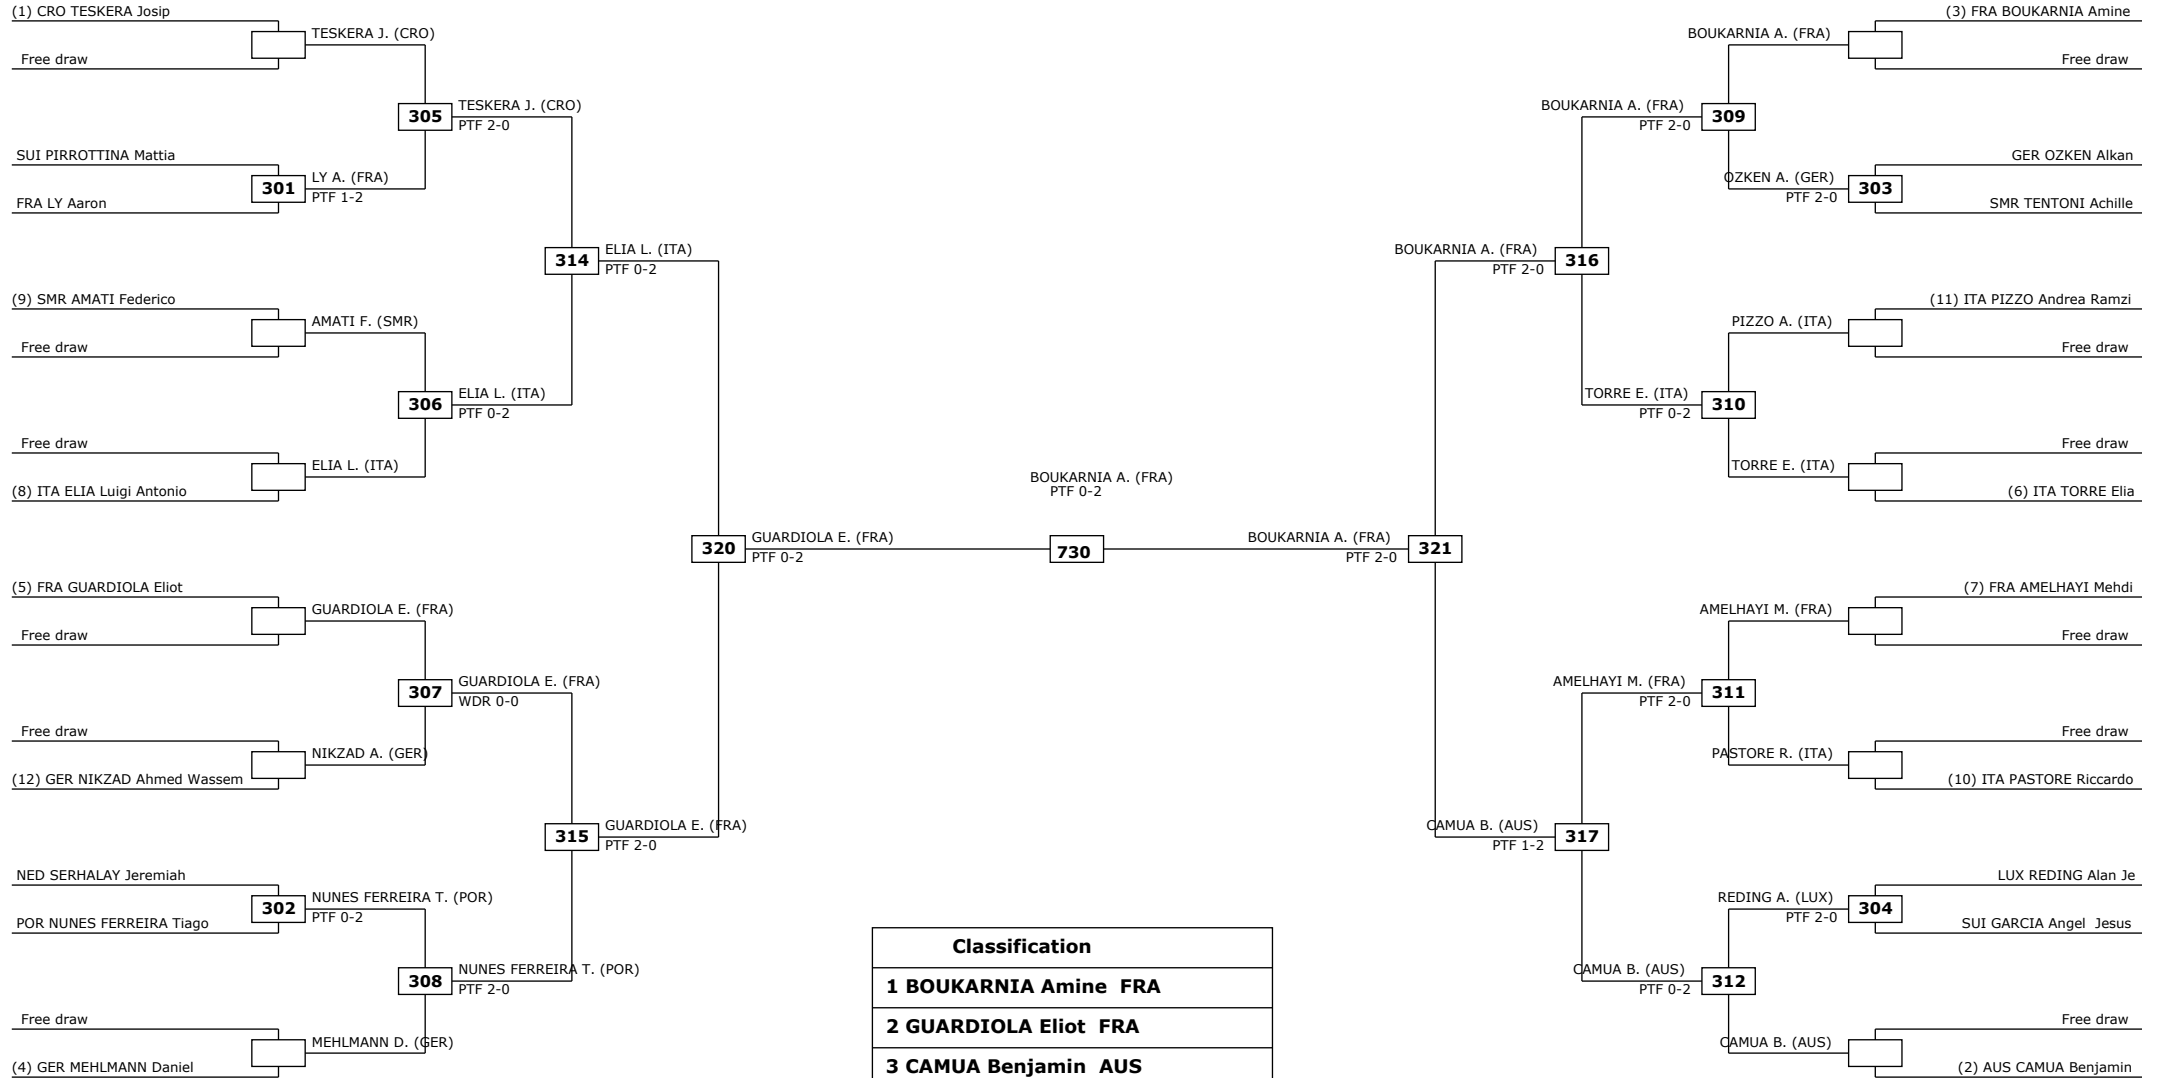 (1) CRO TESKERA Josip
TESKERA J. (CRO)
Free draw
305
TESKERA J. (CRO)
PTF 2-0
SUI PIRROTTINA Mattia
301
LY A. (FRA)
PTF 1-2
FRA LY Aaron
314
ELIA L. (ITA)
PTF 0-2
(9) SMR AMATI Federico
AMATI F. (SMR)
Free draw
306
ELIA L. (ITA)
PTF 0-2
Free draw
ELIA L. (ITA)
(8) ITA ELIA Luigi Antonio
320
GUARDIOLA E. (FRA)
PTF 0-2
(5) FRA GUARDIOLA Eliot
GUARDIOLA E. (FRA)
Free draw
307
GUARDIOLA E. (FRA)
WDR 0-0
Free draw
NIKZAD A. (GER)
(12) GER NIKZAD Ahmed Wassem
315
GUARDIOLA E. (FRA)
PTF 2-0
NED SERHALAY Jeremiah
302
NUNES FERREIRA T. (POR)
PTF 0-2
POR NUNES FERREIRA Tiago
308
NUNES FERREIRA T. (POR)
PTF 2-0
Free draw
MEHLMANN D. (GER)
(4) GER MEHLMANN Daniel
BOUKARNIA A. (FRA)
PTF 0-2
730
(3) FRA BOUKARNIA Amine
BOUKARNIA A. (FRA)
Free draw
BOUKARNIA A. (FRA)
PTF 2-0
309
GER OZKEN Alkan
OZKEN A. (GER)
PTF 2-0
303
SMR TENTONI Achille
BOUKARNIA A. (FRA)
PTF 2-0
316
(11) ITA PIZZO Andrea Ramzi
PIZZO A. (ITA)
Free draw
TORRE E. (ITA)
PTF 0-2
310
Free draw
TORRE E. (ITA)
(6) ITA TORRE Elia
BOUKARNIA A. (FRA)
PTF 2-0
321
(7) FRA AMELHAYI Mehdi
AMELHAYI M. (FRA)
Free draw
AMELHAYI M. (FRA)
PTF 2-0
311
Free draw
PASTORE R. (ITA)
(10) ITA PASTORE Riccardo
CAMUA B. (AUS)
PTF 1-2
317
LUX REDING Alan Je
REDING A. (LUX)
PTF 2-0
304
SUI GARCIA Angel  Jesus
CAMUA B. (AUS)
PTF 0-2
312
Free draw
CAMUA B. (AUS)
(2) AUS CAMUA Benjamin
Classification
1 BOUKARNIA Amine  FRA
2 GUARDIOLA Eliot  FRA
3 CAMUA Benjamin  AUS